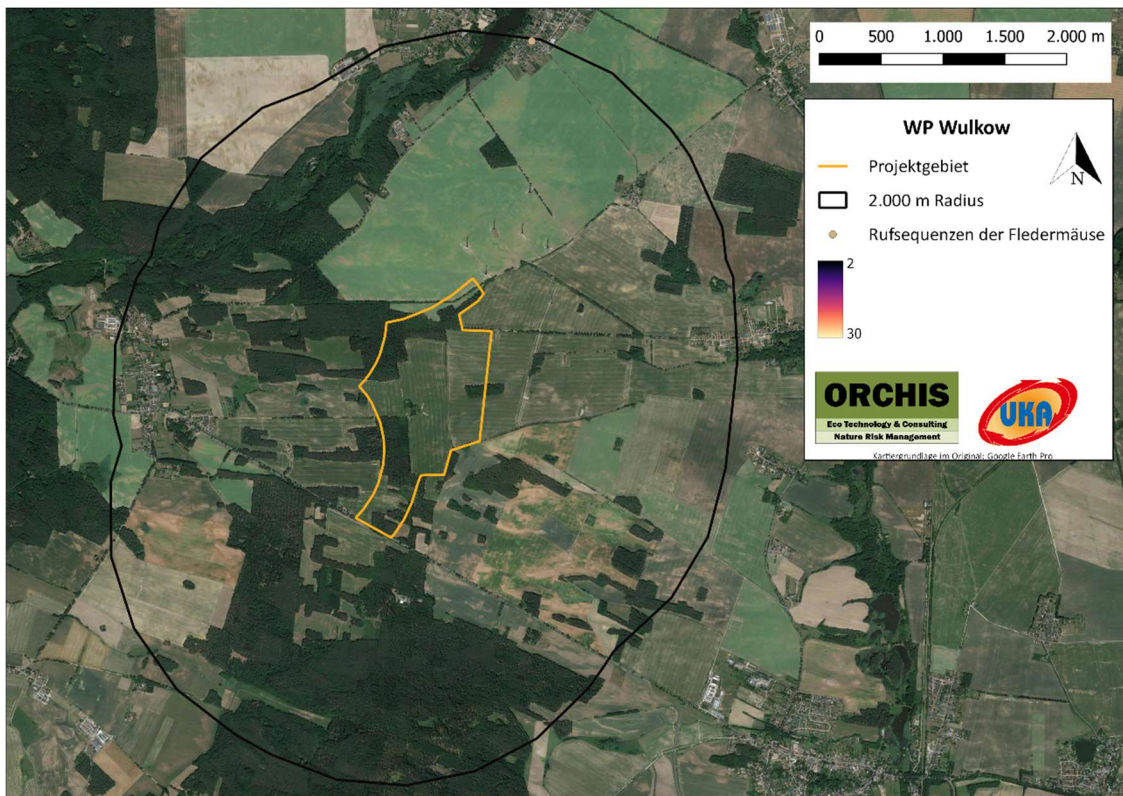 0 500 1.000 1.500 2.000 m
WP Wulkow
Projektgebiet
2.000 m Radius
N
Rufsequenzen der Fledermäuse
2
30
ORCHIS
Eco Technology & Consulting
Nature Risk Management
UKA
Kartiergrundlage im Original: Google Earth Pro